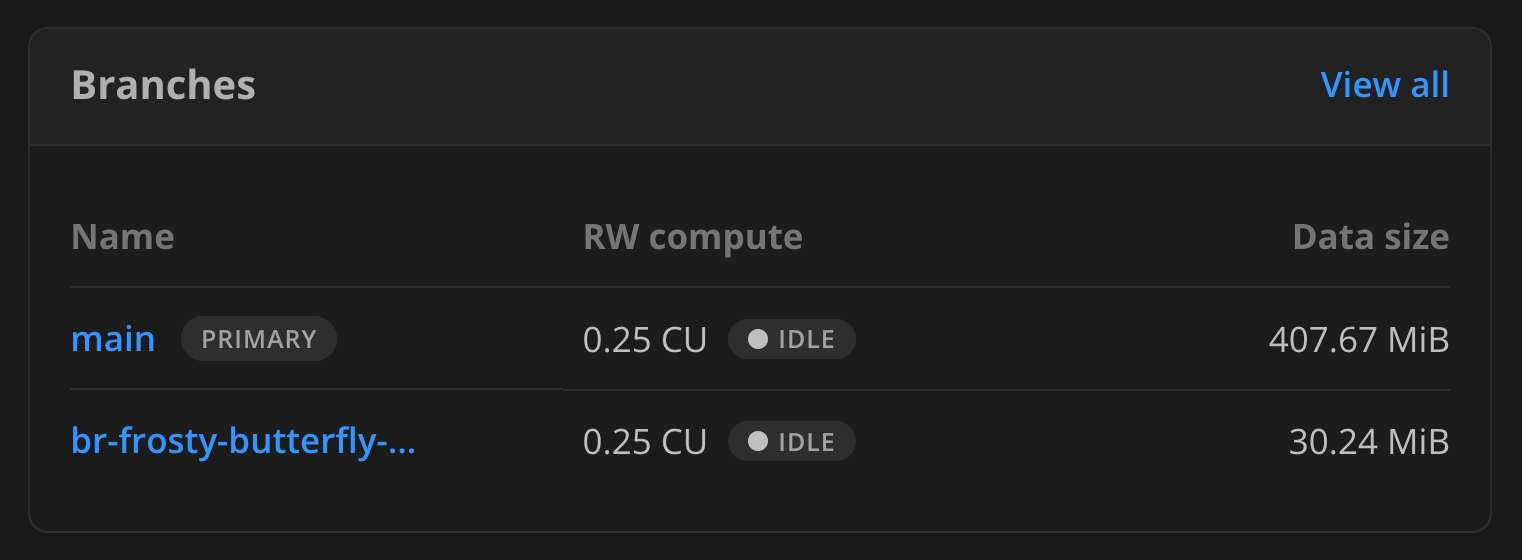 Branches View all
Name RW compute Data size
main PRIMARY 0.25 CU IDLE 407.67 MiB
br-frosty-butterfly-... 0.25 CU IDLE 30.24 MiB